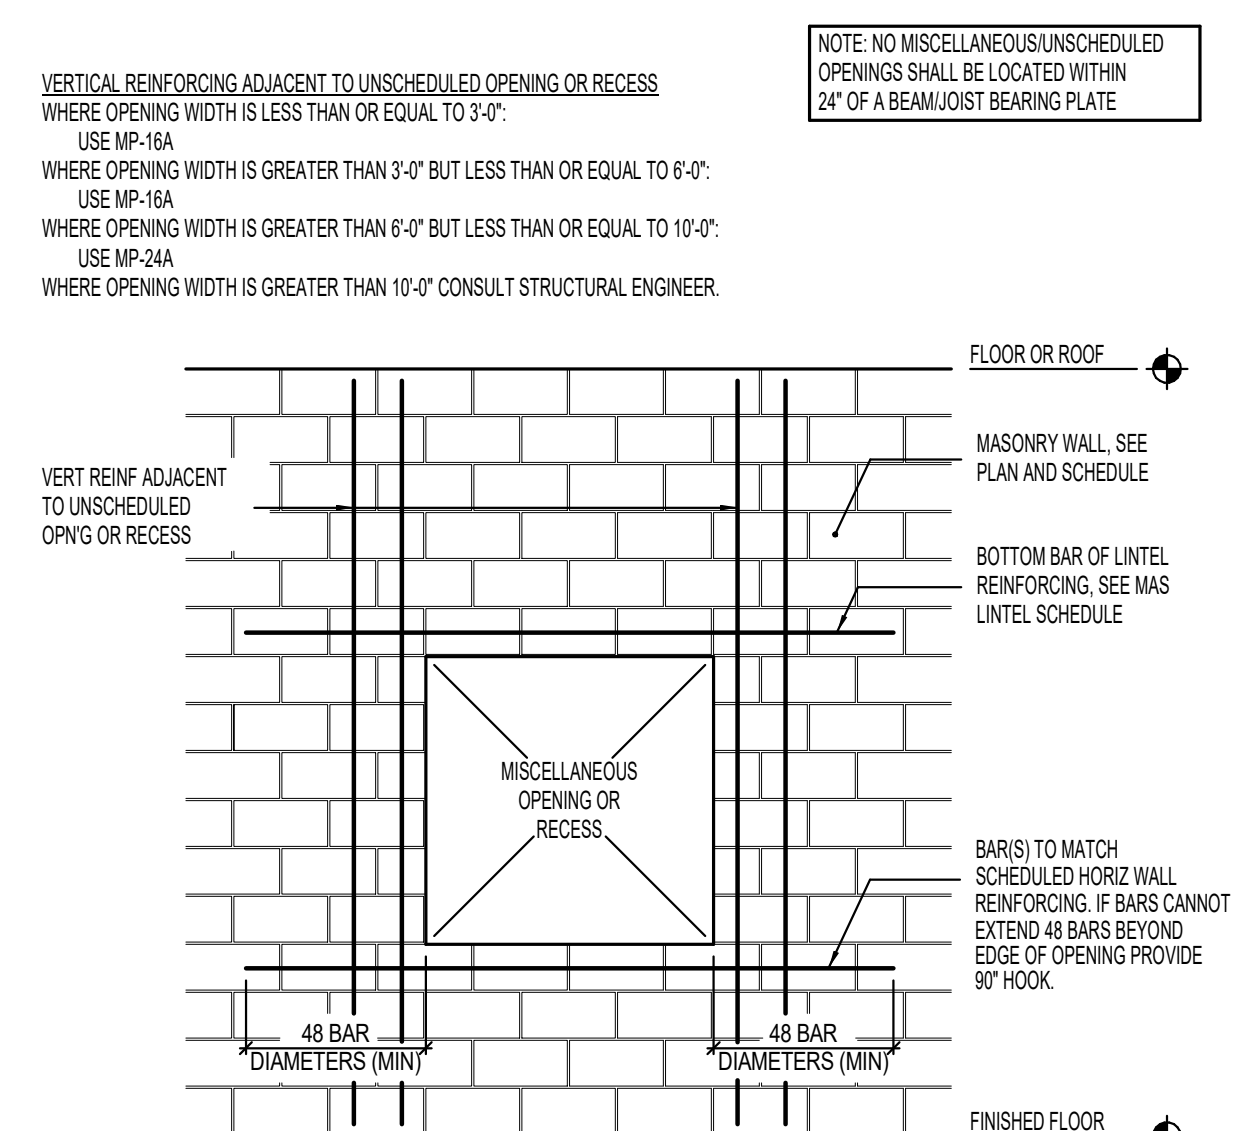 NOTE: NO MISCELLANEOUS/UNSCHEDULED
OPENINGS SHALL BE LOCATED WITHIN
24" OF A BEAM/JOIST BEARING PLATE
VERTICAL REINFORCING ADJACENT TO UNSCHEDULED OPENING OR RECESS
WHERE OPENING WIDTH IS LESS THAN OR EQUAL TO 3'-0":
USE MP-16A
WHERE OPENING WIDTH IS GREATER THAN 3'-0" BUT LESS THAN OR EQUAL TO 6'-0":
USE MP-16A
WHERE OPENING WIDTH IS GREATER THAN 6'-0" BUT LESS THAN OR EQUAL TO 10'-0":
USE MP-24A
WHERE OPENING WIDTH IS GREATER THAN 10'-0" CONSULT STRUCTURAL ENGINEER.
FLOOR OR ROOF
MASONRY WALL, SEE
PLAN AND SCHEDULE
VERT REINF ADJACENT
TO UNSCHEDULED
OPN'G OR RECESS
BOTTOM BAR OF LINTEL
REINFORCING, SEE MAS
LINTEL SCHEDULE
MISCELLANEOUS
OPENING OR
RECESS
BAR(S) TO MATCH
SCHEDULED HORIZ WALL
REINFORCING. IF BARS CANNOT
EXTEND 48 BARS BEYOND
EDGE OF OPENING PROVIDE
90" HOOK.
48 BAR
DIAMETERS (MIN)
48 BAR
DIAMETERS (MIN)
FINISHED FLOOR